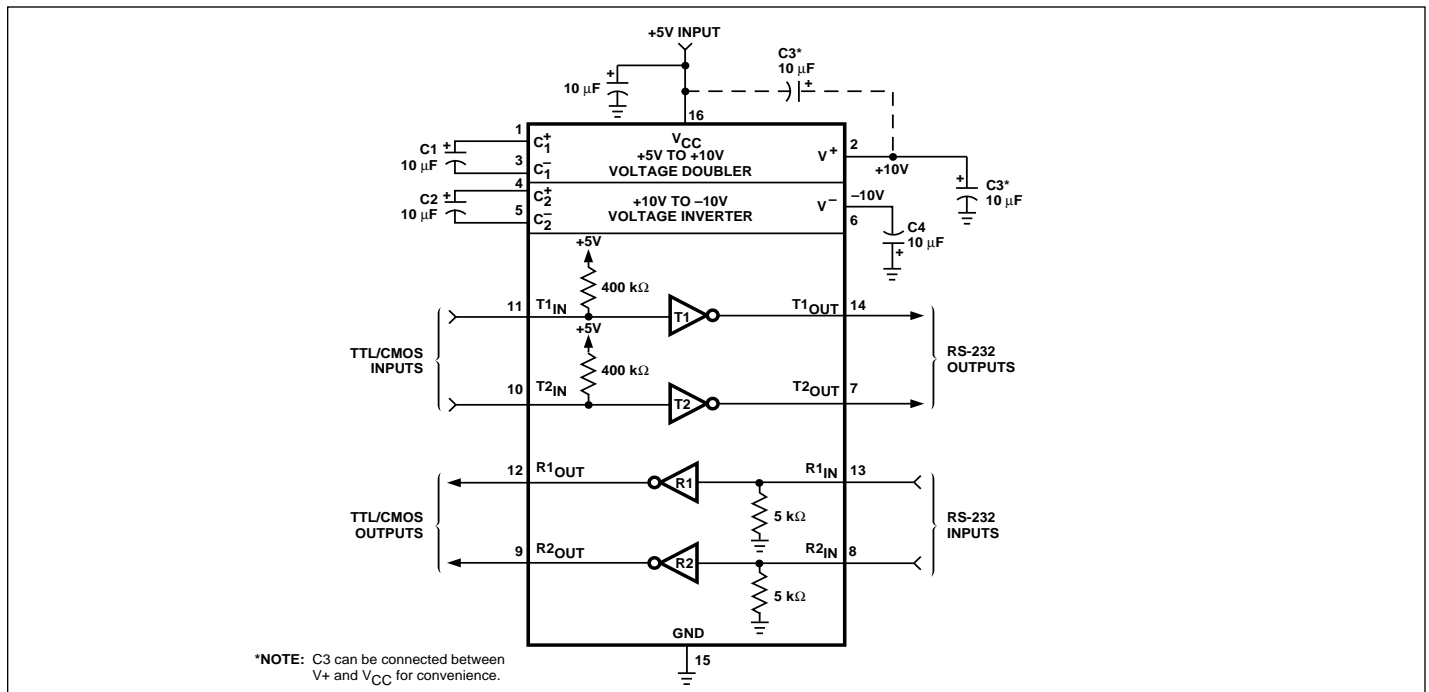 +5V INPUT
C3*
10 µF
+
10 µF
+
16
1
C1+
VCC
+5V TO +10V
VOLTAGE DOUBLER
V+
2
+10V
C1
+
10 µF
3
C1−
C3*
+
10 µF
4
C2+
+10V TO –10V
VOLTAGE INVERTER
V−
–10V
6
C2
+
10 µF
5
C2−
C4
10 µF
+
+5V
400 kΩ
11
T1IN
T1
T1OUT
14
+5V
400 kΩ
TTL/CMOS
INPUTS
RS-232
OUTPUTS
10
T2IN
T2
T2OUT
7
12
R1OUT
R1
R1IN
13
5 kΩ
TTL/CMOS
OUTPUTS
RS-232
INPUTS
9
R2OUT
R2
R2IN
8
5 kΩ
GND
15
*NOTE: C3 can be connected between
V+ and VCC for convenience.